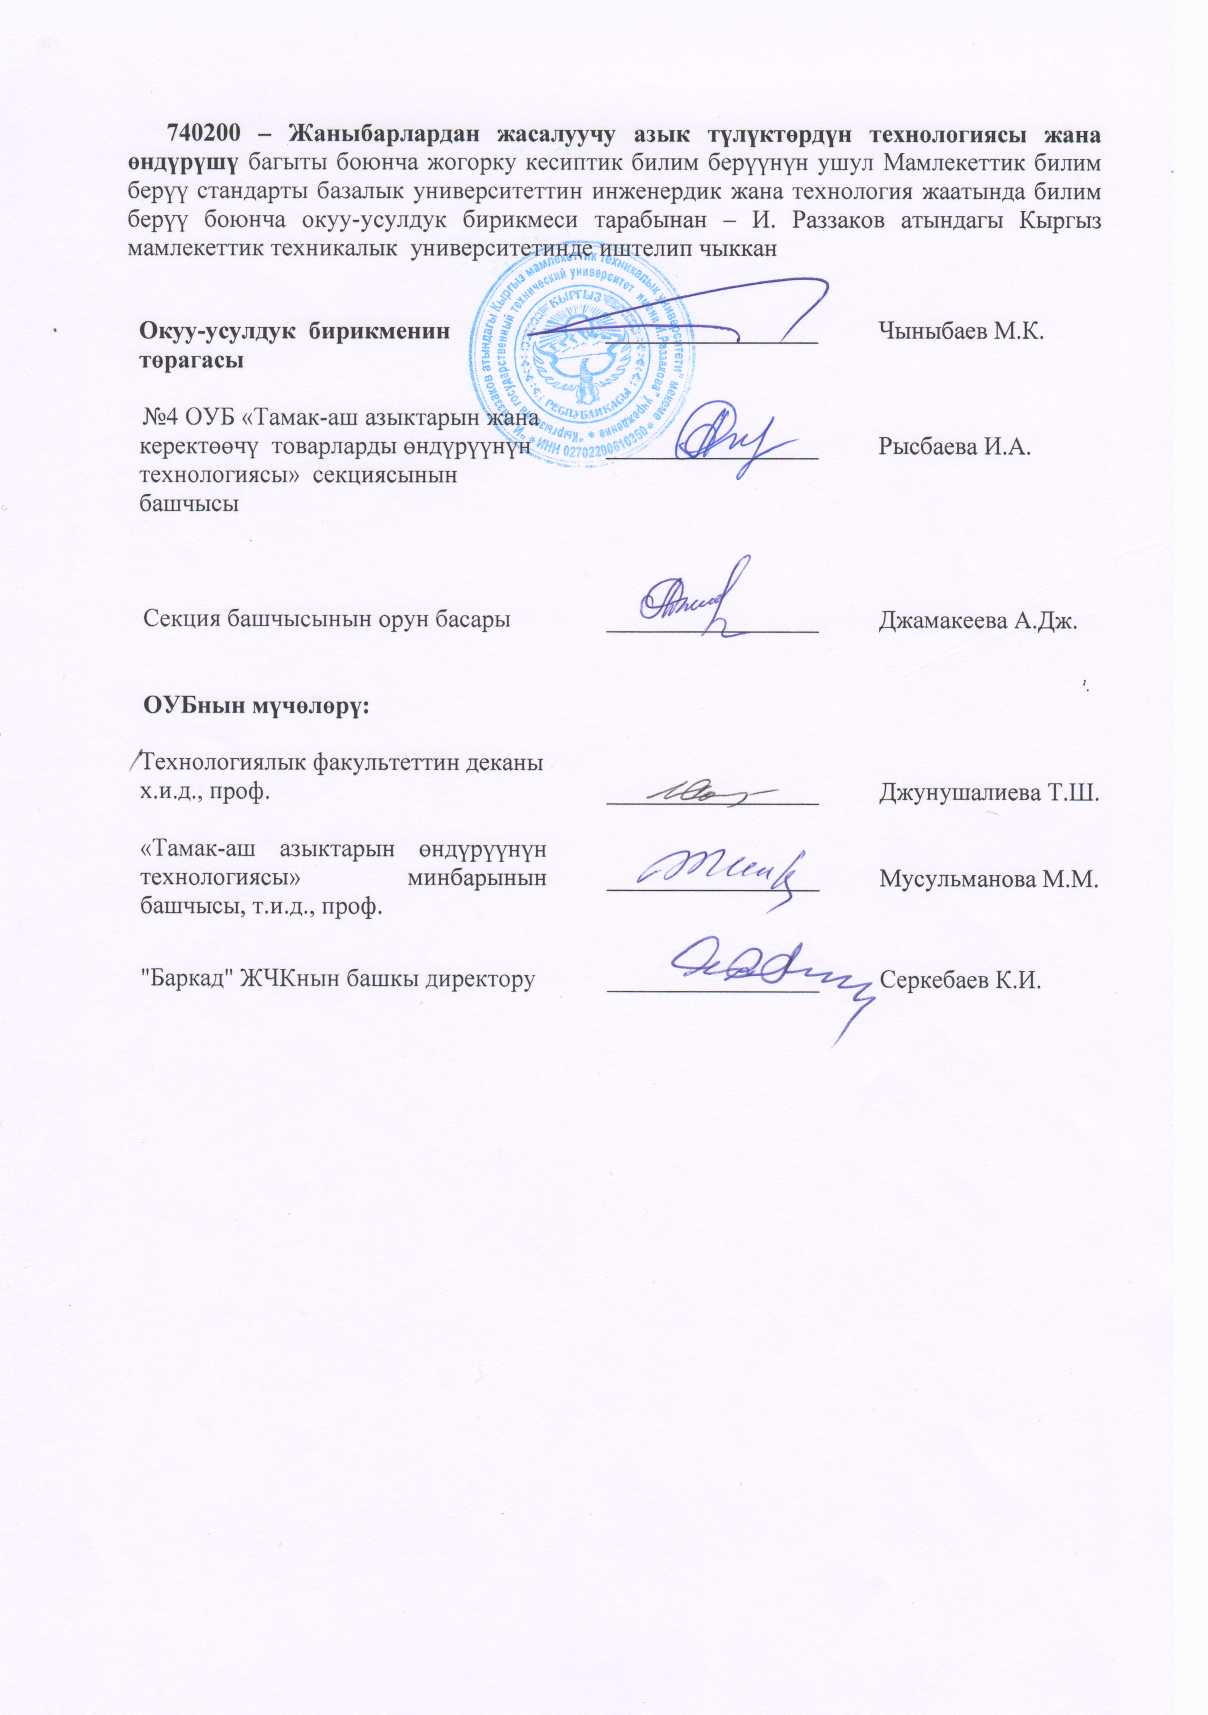 740200 – Жаныбарлардан жасалуучу азык түлүктөрдүн технологиясы жана
өндүрүшү багыты боюнча жогорку кесиптик билим берүүнүн ушул Мамлекеттик билим
берүү стандарты базалык университеттин инженердик жана технология жаатында билим
берүү боюнча окуу-усулдук бирикмеси тарабынан – И. Раззаков атындагы Кыргыз
мамлекеттик техникалык университетинде иштелип чыккан
Окуу-усулдук бирикменин
төрагасы
Чыныбаев М.К.
КЫРГЫЗ
РЕСПУБЛИКАСЫ
№4 ОУБ «Тамак-аш азыктарын жана
керектөөчү товарларды өндүрүүнүн
технологиясы» секциясынын
башчысы
Рысбаева И.А.
Секция башчысынын орун басары
Джамакеева А.Дж.
ОУБнын мүчөлөрү:
Технологиялык факультеттин деканы
х.и.д., проф.
Джунушалиева Т.Ш.
«Тамак-аш азыктарын өндүрүүнүн
технологиясы» минбарынын
башчысы, т.и.д., проф.
Мусульманова М.М.
"Баркад" ЖЧКнын башкы директору
Серкебаев К.И.